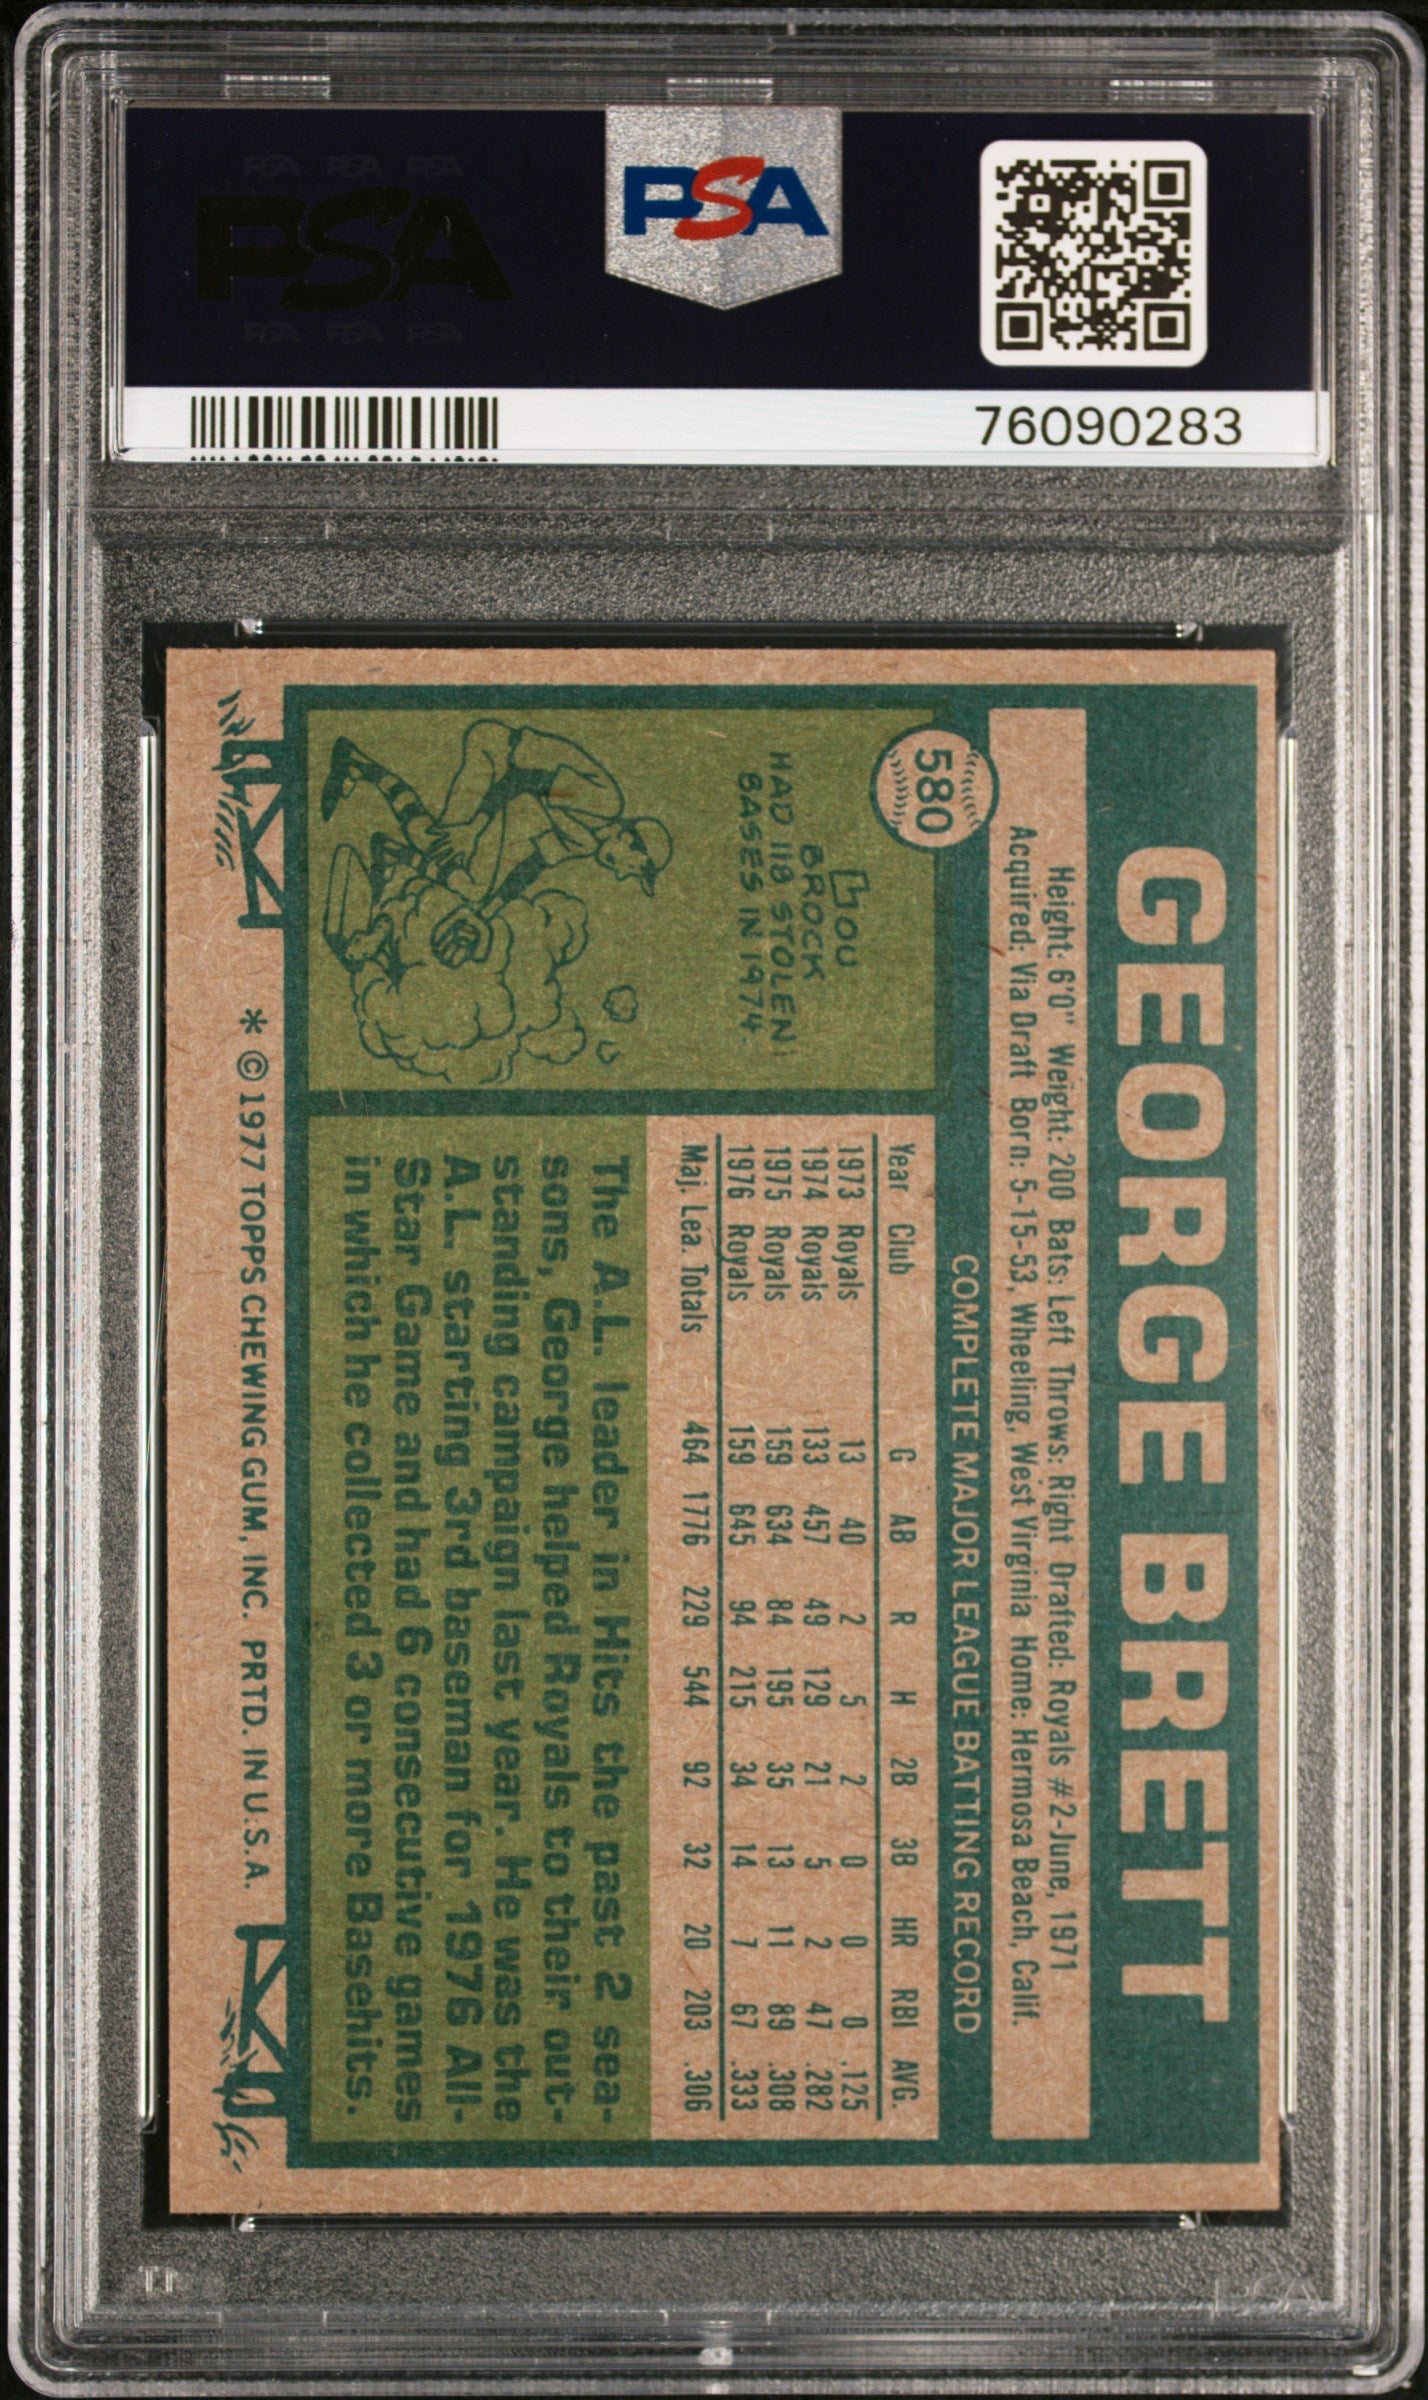 PSA PSA PSA
PSA
PSA PSA PSA
PSA
76090283
GEORGE BRETT
Height: 6'0" Weight: 200 Bats: Left Throws: Right Drafted: Royals #2-June, 1971
Acquired: Via Draft Born: 5-15-53, Wheeling, West Virginia Home: Hermosa Beach, Calif.
580
LOU
BROCK
HAD 118 STOLEN
BASES IN 1974
COMPLETE MAJOR LEAGUE BATTING RECORD
Year Club G AB R H 2B 3B HR RBI AVG.
1973 Royals 13 40 2 5 2 0 0 0 .125
1974 Royals 133 457 49 129 21 5 2 47 .282
1975 Royals 159 634 84 195 35 13 11 89 .308
1976 Royals 159 645 94 215 34 14 7 67 .333
Maj. Lea. Totals 464 1776 229 544 92 32 20 203 .306
The A.L. leader in Hits the past 2 sea-
sons, George helped Royals to their out-
standing campaign last year. He was the
A.L. starting 3rd baseman for 1976 All-
Star Game and had 6 consecutive games
in which he collected 3 or more Basehits.
* © 1977 TOPPS CHEWING GUM, INC. PRTD. IN U.S.A.
PSA